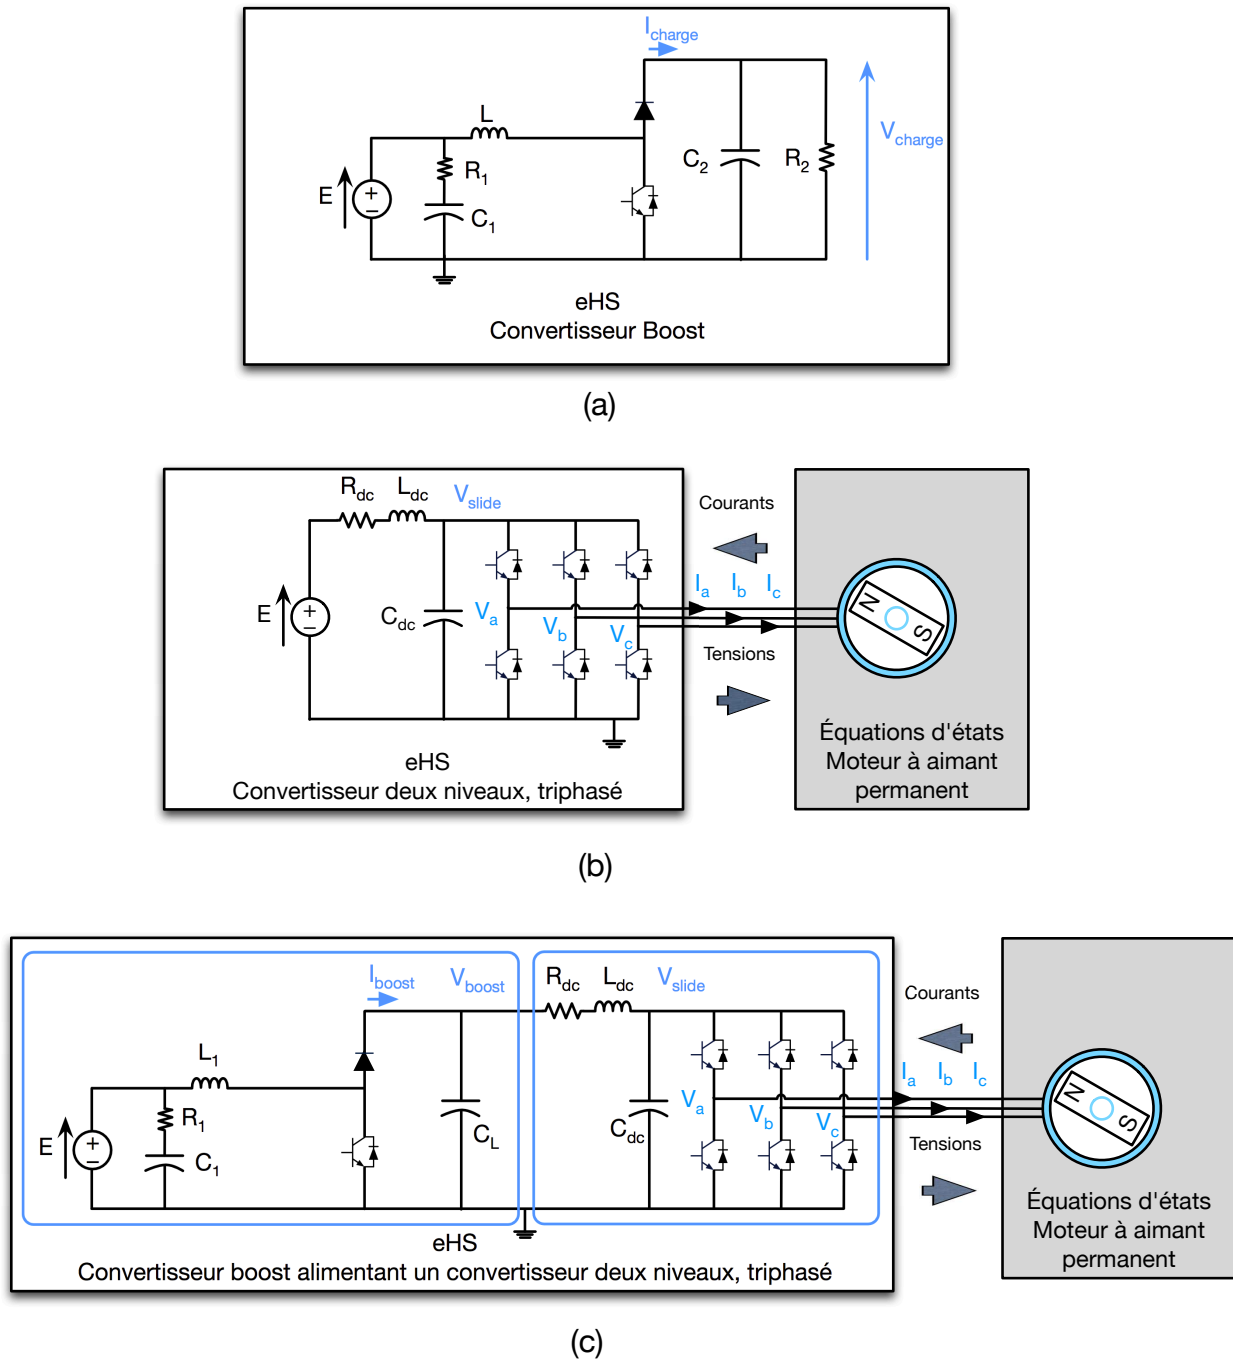 I_charge
L
R_1
C_1
E
+
−
C_2
R_2
V_charge
eHS
Convertisseur Boost
(a)
R_dc
L_dc
V_slide
E
+
−
C_dc
V_a
V_b
V_c
Courants
I_a I_b I_c
Tensions
N
S
eHS
Convertisseur deux niveaux, triphasé
Équations d'états
Moteur à aimant
permanent
(b)
I_boost
V_boost
R_dc
L_dc
V_slide
L_1
R_1
C_1
E
+
−
C_L
C_dc
V_a
V_b
V_c
Courants
I_a I_b I_c
Tensions
N
S
eHS
Convertisseur boost alimentant un convertisseur deux niveaux, triphasé
Équations d'états
Moteur à aimant
permanent
(c)